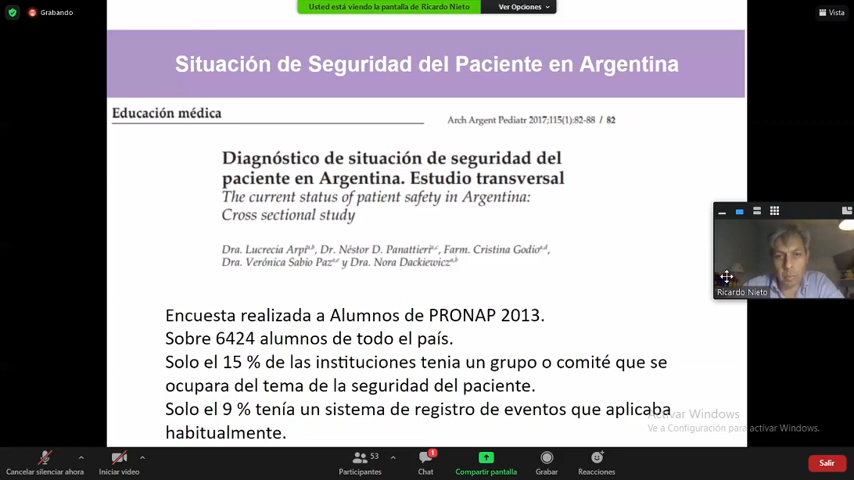 Grabando
Usted está viendo la pantalla de Ricardo Nieto
Ver Opciones
Vista
Situación de Seguridad del Paciente en Argentina
Educación médica
Arch Argent Pediatr 2017;115(1):82-88 / 82
Diagnóstico de situación de seguridad del
paciente en Argentina. Estudio transversal
The current status of patient safety in Argentina:
Cross sectional study
Dra. Lucrecia Arpí, Dr. Néstor D. Panattieri, Farm. Cristina Godio,
Dra. Verónica Sabio Paz y Dra. Nora Dackiewicz
Ricardo Nieto
Encuesta realizada a Alumnos de PRONAP 2013.
Sobre 6424 alumnos de todo el país.
Solo el 15 % de las instituciones tenia un grupo o comité que se
ocupara del tema de la seguridad del paciente.
Solo el 9 % tenía un sistema de registro de eventos que aplicaba
habitualmente.
Activar Windows
Ve a Configuración para activar Windows.
Cancelar silenciar ahora
Iniciar video
53
Participantes
1
Chat
Compartir pantalla
Grabar
Reacciones
Salir